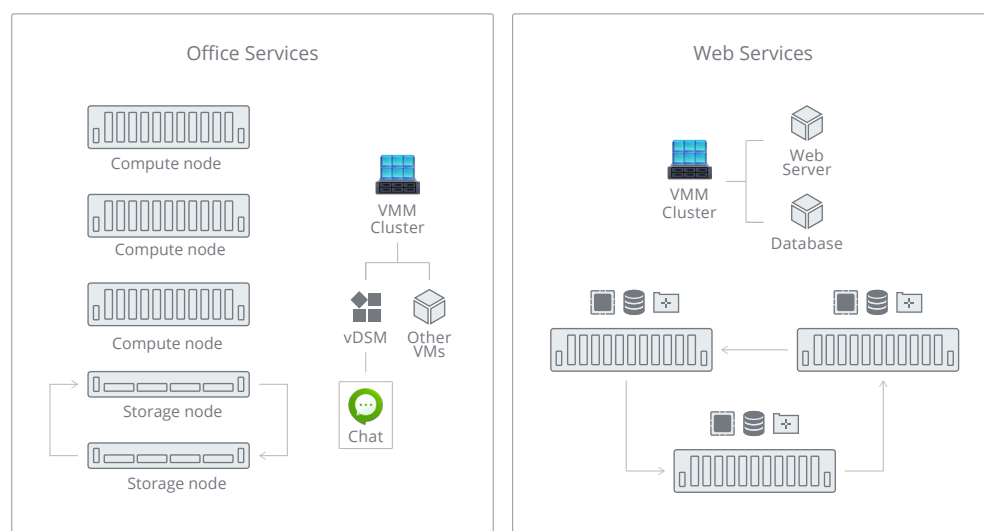 Office Services
Compute node
Compute node
Compute node
Storage node
Storage node
VMM
Cluster
vDSM
Other
VMs
Chat
Web Services
VMM
Cluster
Web
Server
Database